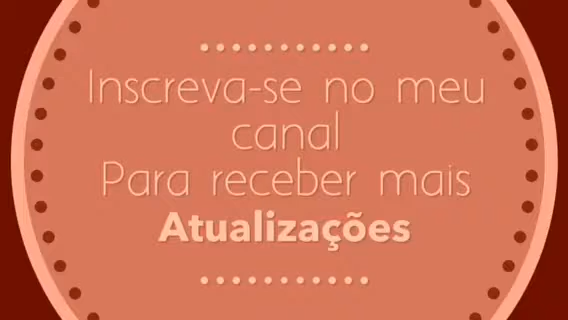 Inscreva-se no meu
canal
Para receber mais
Atualizações